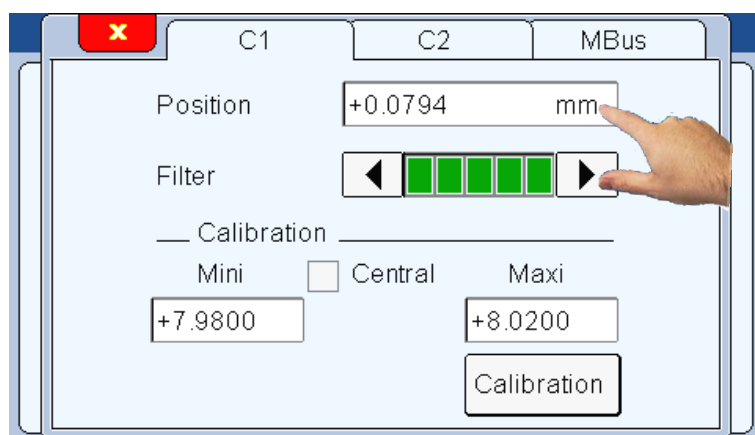 x
C1 C2 MBus
Position +0.0794 mm
Filter
Calibration
Mini Central Maxi
+7.9800 +8.0200
Calibration